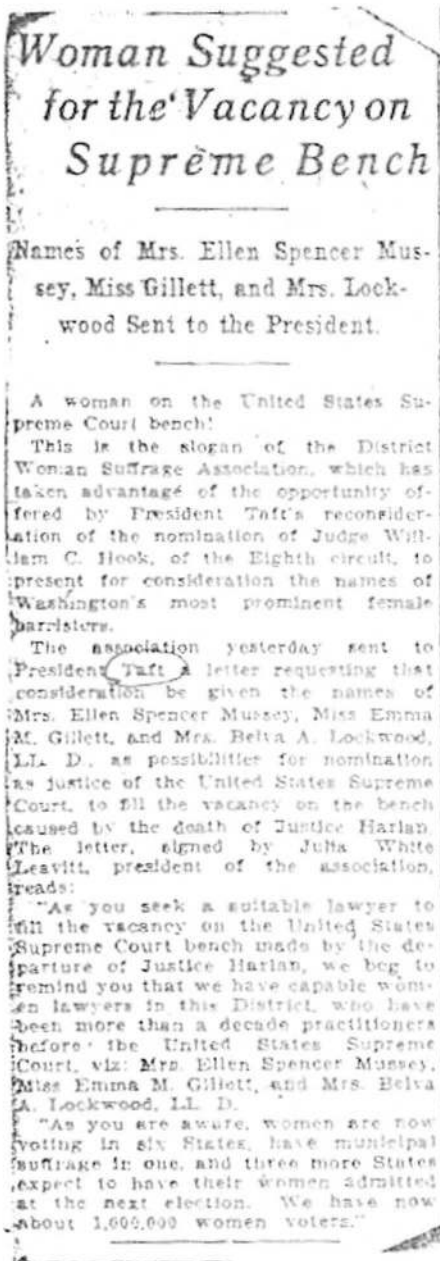 Woman Suggested
for the Vacancy on
Supreme Bench
Names of Mrs. Ellen Spencer Mus-
sey, Miss Gillett, and Mrs. Lock-
wood Sent to the President.
A woman on the United States Su-
preme Court bench!
This is the slogan of the District
Woman Suffrage Association, which has
taken advantage of the opportunity of-
fered by President Taft's reconsider-
ation of the nomination of Judge Wil-
liam C. Hook, of the Eighth circuit, to
present for consideration the names of
Washington's most prominent female
barristers.
The association yesterday sent to
President Taft a letter requesting that
consideration be given the names of
Mrs. Ellen Spencer Mussey, Miss Emma
M. Gillett, and Mrs. Belva A. Lockwood,
LL. D., as possibilities for nomination
as justice of the United States Supreme
Court, to fill the vacancy on the bench
caused by the death of Justice Harlan.
The letter, signed by Julia White
Leavitt, president of the association,
reads:
"As you seek a suitable lawyer to
fill the vacancy on the United States
Supreme Court bench made by the de-
parture of Justice Harlan, we beg to
remind you that we have capable wom-
en lawyers in this District, who have
been more than a decade practitioners
before the United States Supreme
Court, viz: Mrs. Ellen Spencer Mussey,
Miss Emma M. Gillett, and Mrs. Belva
A. Lockwood, LL. D.
"As you are aware, women are now
voting in six States, have municipal
suffrage in one, and three more States
expect to have their women admitted
at the next election. We have now
about 1,600,000 women voters."